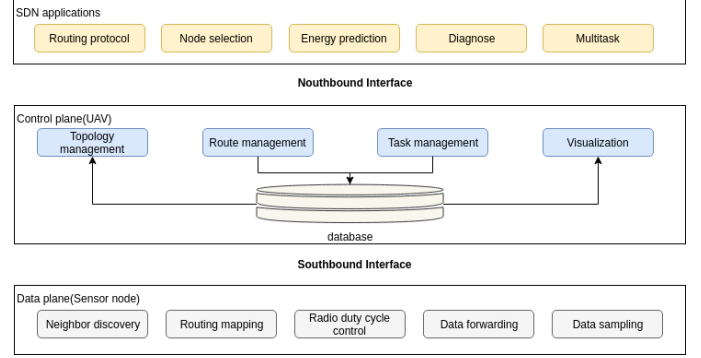 SDN applications
Routing protocol
Node selection
Energy prediction
Diagnose
Multitask
Nouthbound Interface
Control plane(UAV)
Topology
management
Route management
Task management
Visualization
database
Southbound Interface
Data plane(Sensor node)
Neighbor discovery
Routing mapping
Radio duty cycle
control
Data forwarding
Data sampling